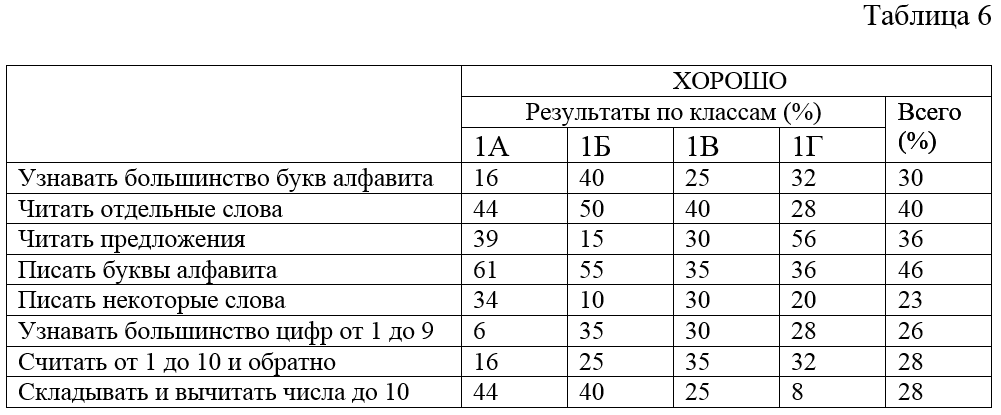 Таблица 6
ХОРОШО
Результаты по классам (%) Всего (%)
1А 1Б 1В 1Г
Узнавать большинство букв алфавита 16 40 25 32 30
Читать отдельные слова 44 50 40 28 40
Читать предложения 39 15 30 56 36
Писать буквы алфавита 61 55 35 36 46
Писать некоторые слова 34 10 30 20 23
Узнавать большинство цифр от 1 до 9 6 35 30 28 26
Считать от 1 до 10 и обратно 16 25 35 32 28
Складывать и вычитать числа до 10 44 40 25 8 28